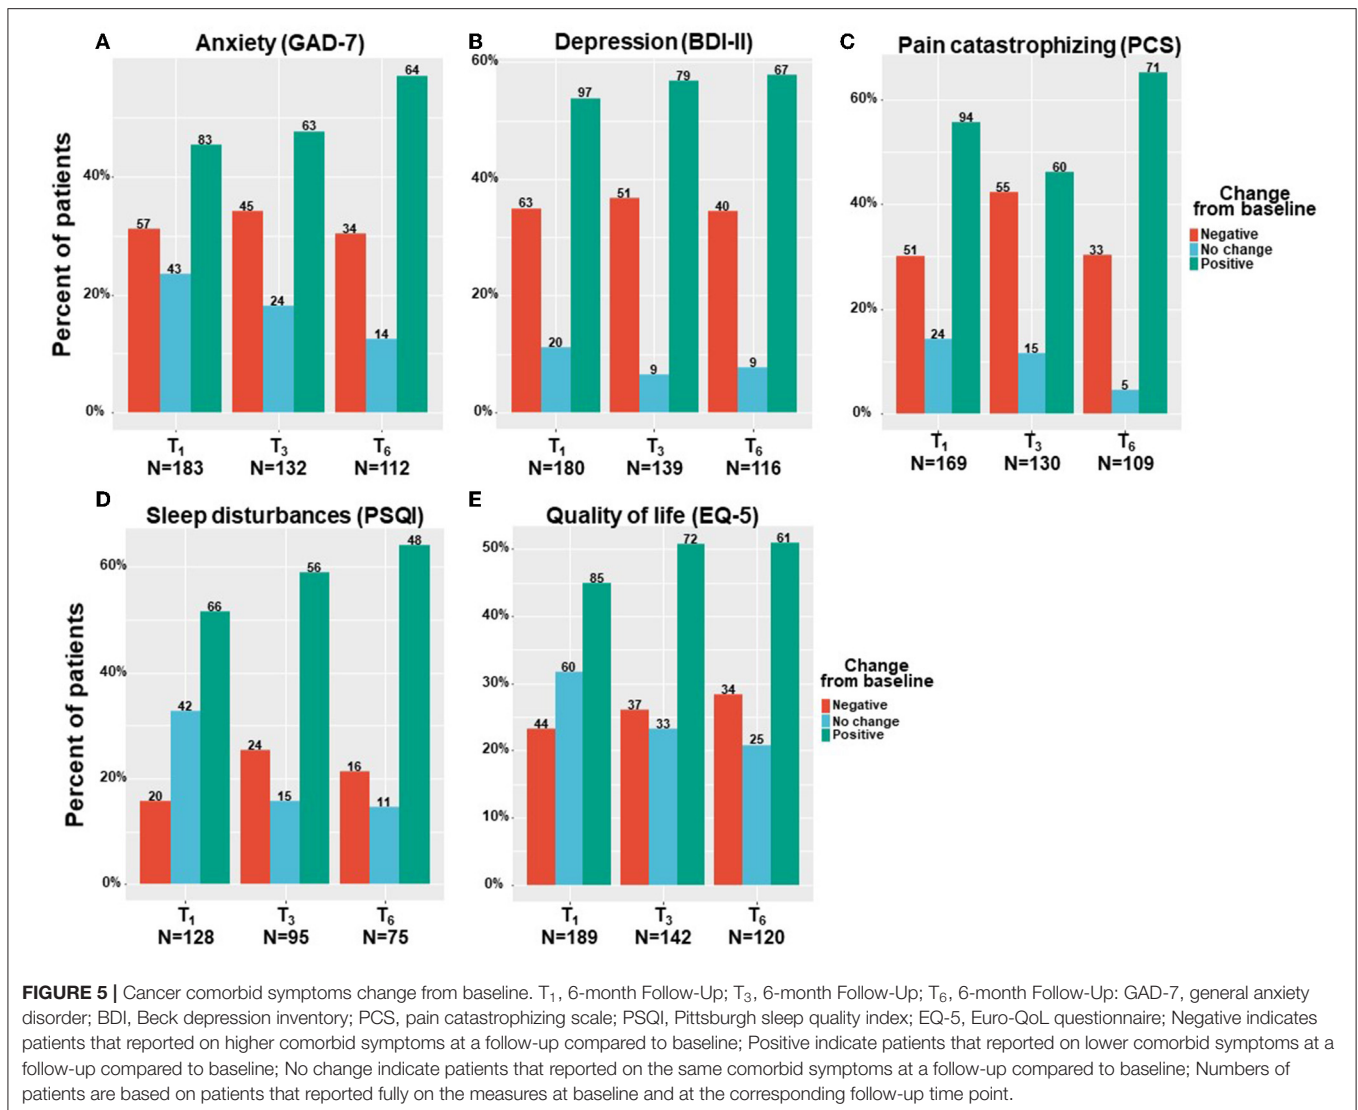 A
Anxiety (GAD-7)
Percent of patients
40%
20%
0%
57
43
83
45
24
63
34
14
64
T1
T3
T6
N=183
N=132
N=112
B
Depression (BDI-II)
60%
40%
20%
0%
63
20
97
51
9
79
40
9
67
T1
T3
T6
N=180
N=139
N=116
C
Pain catastrophizing (PCS)
60%
40%
20%
0%
51
24
94
55
15
60
33
5
71
T1
T3
T6
N=169
N=130
N=109
Change
from baseline
Negative
No change
Positive
D
Sleep disturbances (PSQI)
Percent of patients
60%
40%
20%
0%
20
42
66
24
15
56
16
11
48
T1
T3
T6
N=128
N=95
N=75
E
Quality of life (EQ-5)
50%
40%
30%
20%
10%
0%
44
60
85
37
33
72
34
25
61
T1
T3
T6
N=189
N=142
N=120
Change
from baseline
Negative
No change
Positive
FIGURE 5 | Cancer comorbid symptoms change from baseline. T1, 6-month Follow-Up; T3, 6-month Follow-Up; T6, 6-month Follow-Up: GAD-7, general anxiety
disorder; BDI, Beck depression inventory; PCS, pain catastrophizing scale; PSQI, Pittsburgh sleep quality index; EQ-5, Euro-QoL questionnaire; Negative indicates
patients that reported on higher comorbid symptoms at a follow-up compared to baseline; Positive indicate patients that reported on lower comorbid symptoms at a
follow-up compared to baseline; No change indicate patients that reported on the same comorbid symptoms at a follow-up compared to baseline; Numbers of
patients are based on patients that reported fully on the measures at baseline and at the corresponding follow-up time point.